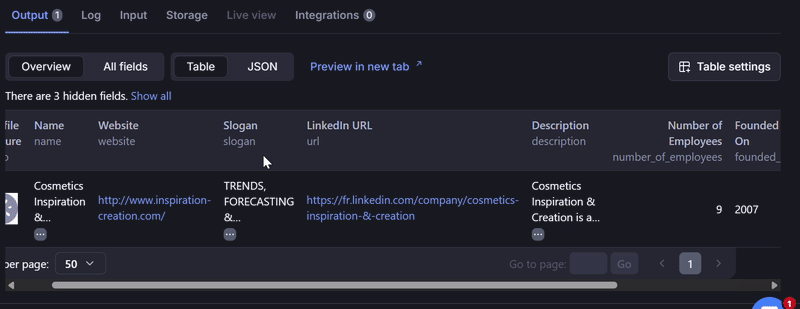 Output 1 Log Input Storage Live view Integrations 0
Overview All fields Table JSON Preview in new tab Table settings
There are 3 hidden fields. Show all
file Name Website Slogan LinkedIn URL Description Number of Founded
ure Employees On
o name website slogan url description number_of_employees founded_
Cosmetics TRENDS, Cosmetics
Inspiration http://www.inspiration- FORECASTING https://fr.linkedin.com/company/cosmetics- Inspiration &
&... creation.com/ &... inspiration-&-creation Creation is a... 9 2007
per page: 50 Go to page: Go 1
1